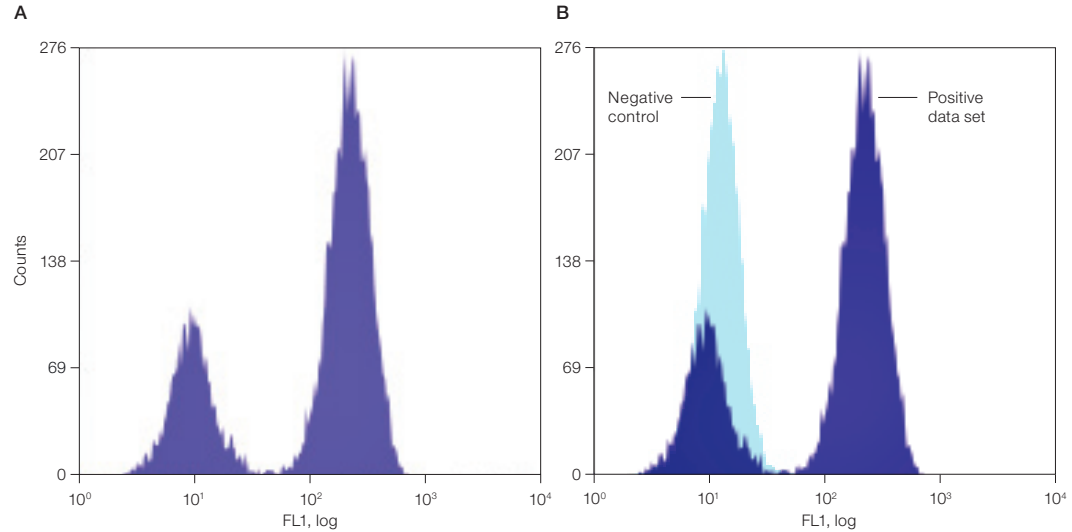 A
276
207
138
69
0
Counts
10⁰
10¹
10²
10³
10⁴
FL1, log
B
276
207
138
69
0
Negative
control
Positive
data set
10⁰
10¹
10²
10³
10⁴
FL1, log